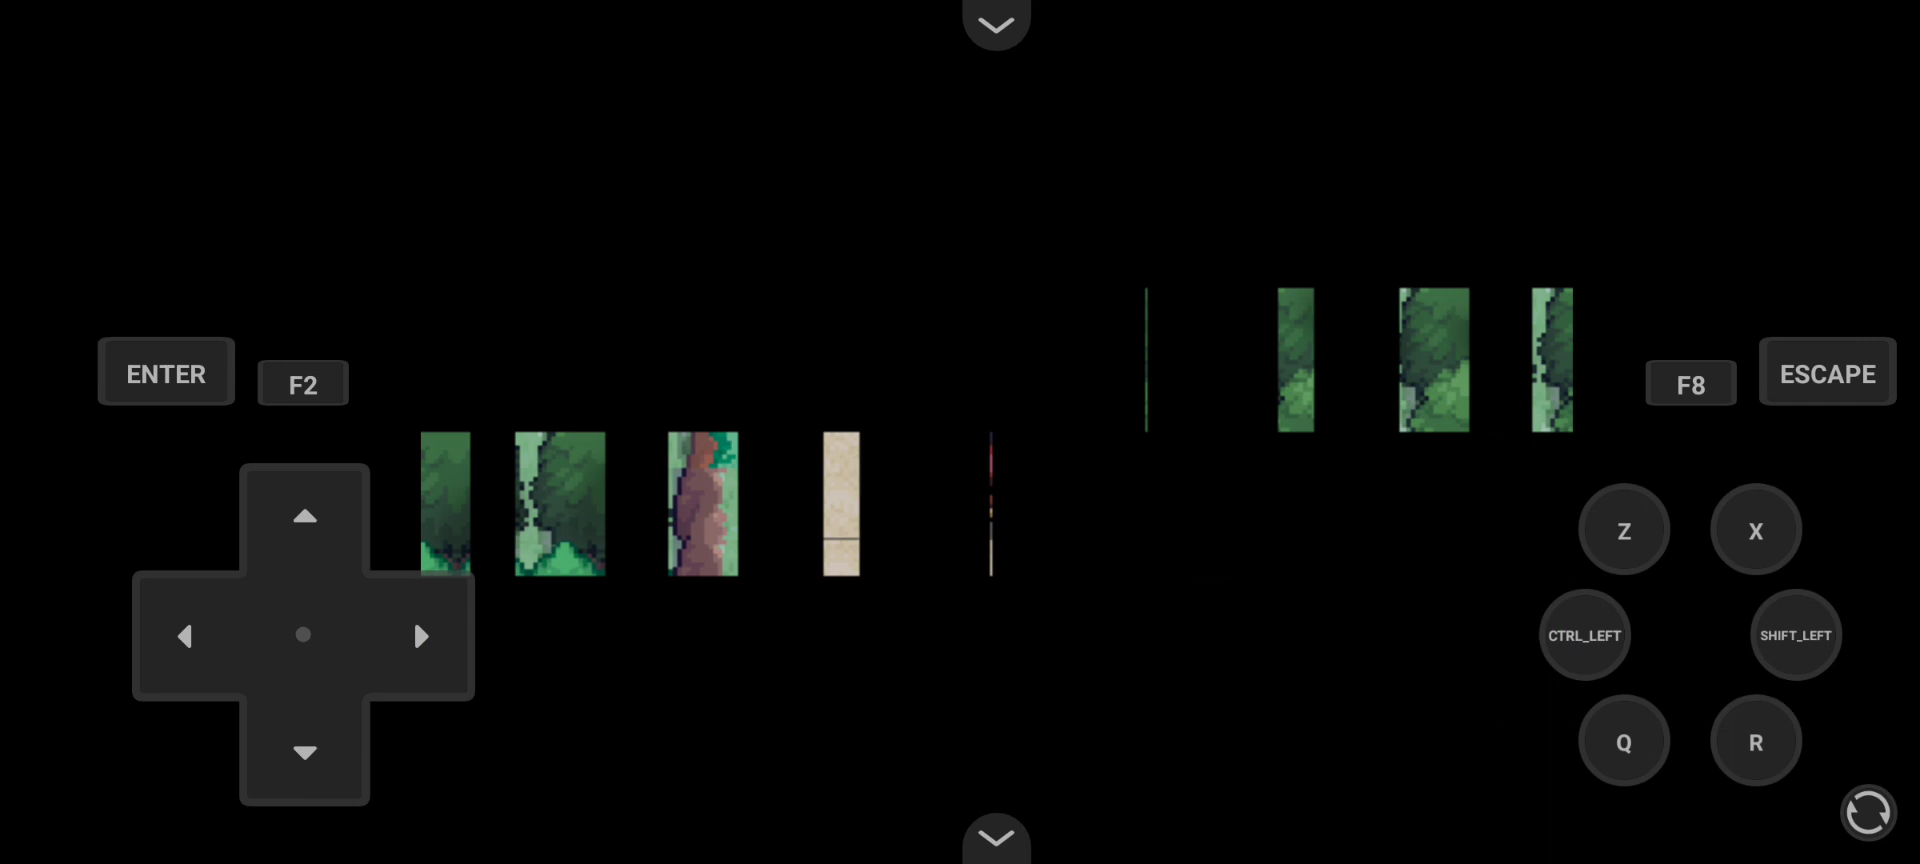 ENTER
F2
F8
ESCAPE
Z
X
CTRL_LEFT
SHIFT_LEFT
Q
R